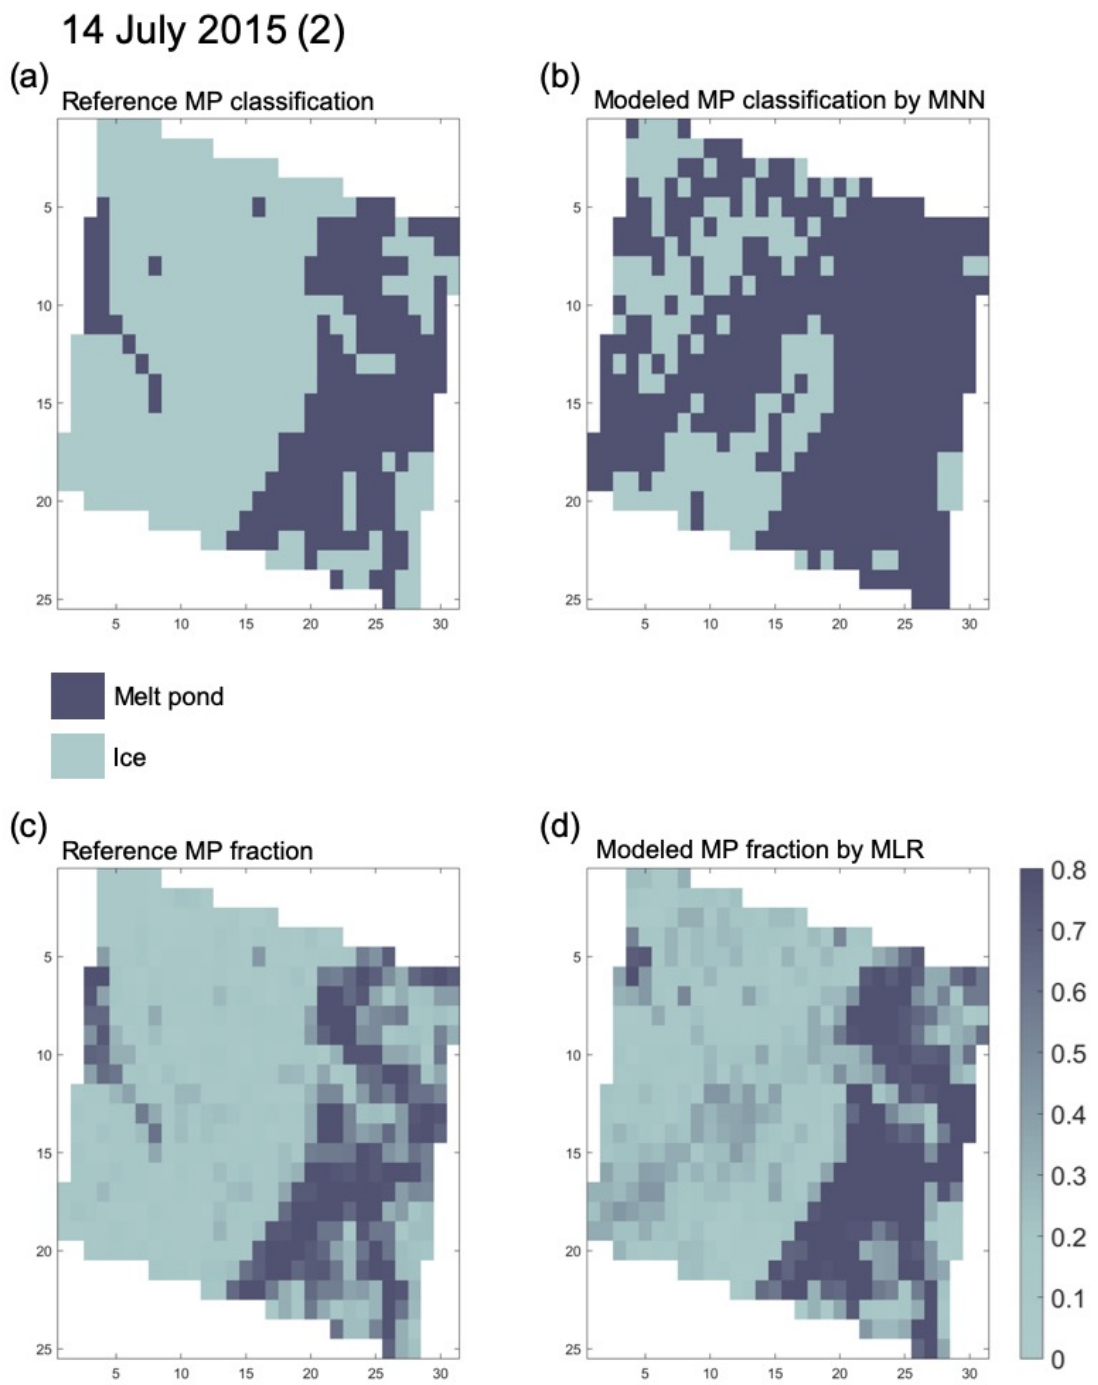 14 July 2015 (2)
(a)
Reference MP classification
5
10
15
20
25
5 10 15 20 25 30
(b)
Modeled MP classification by MNN
5
10
15
20
25
5 10 15 20 25 30
Melt pond
Ice
(c)
Reference MP fraction
5
10
15
20
25
5 10 15 20 25 30
(d)
Modeled MP fraction by MLR
5
10
15
20
25
5 10 15 20 25 30
0.8
0.7
0.6
0.5
0.4
0.3
0.2
0.1
0